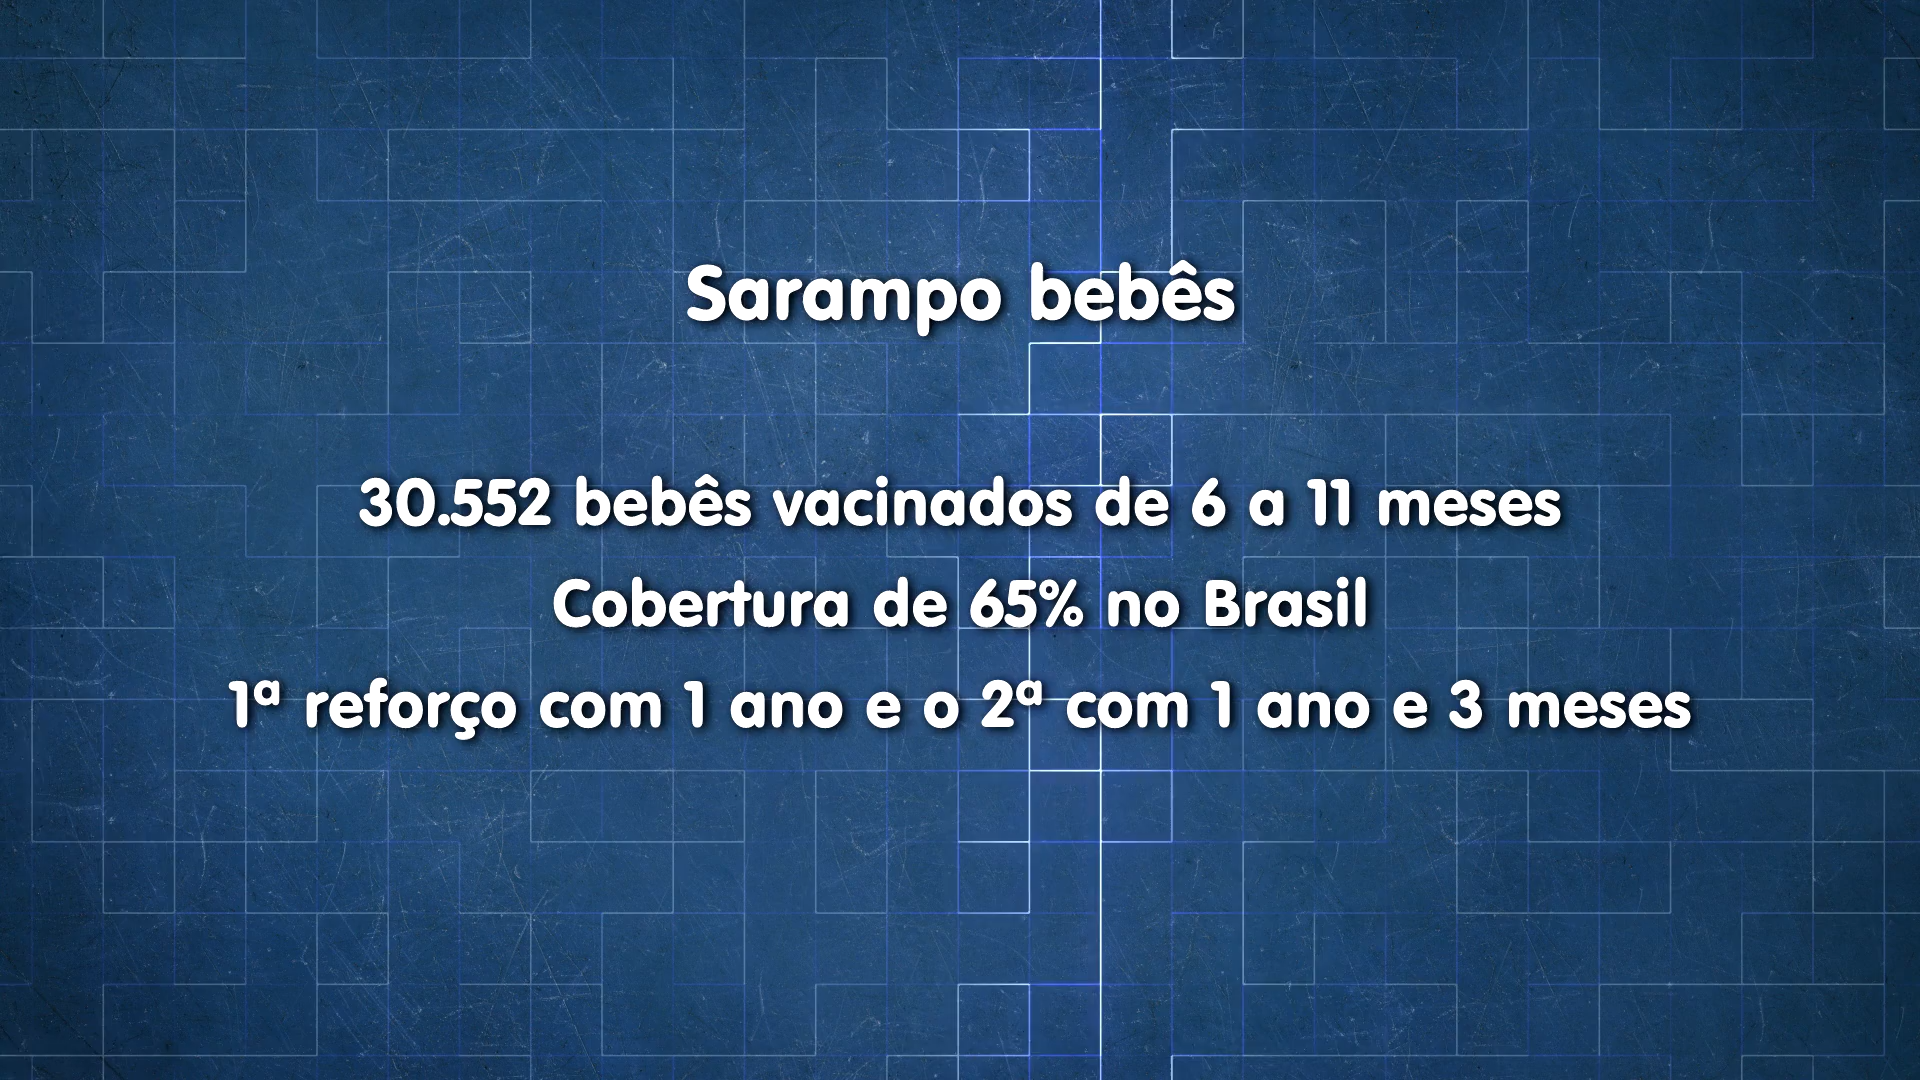 Sarampo bebês
30.552 bebês vacinados de 6 a 11 meses
Cobertura de 65% no Brasil
1ª reforço com 1 ano e o 2ª com 1 ano e 3 meses